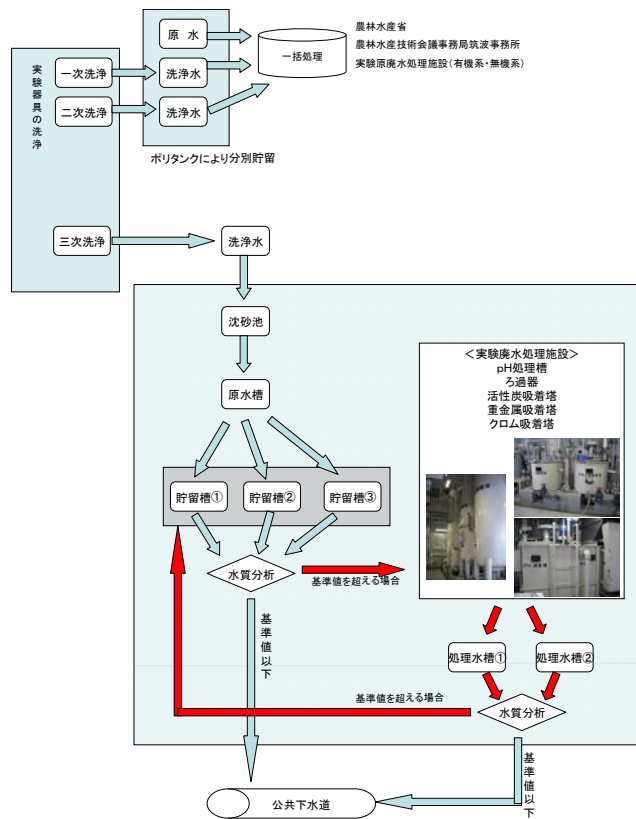 農林水産省
農林水産技術会議事務局筑波事務所
実験原廃水処理施設（有機系・無機系）
原 水
一括処理
実験器具の洗浄
一次洗浄
洗浄水
二次洗浄
洗浄水
ポリタンクにより分別貯留
三次洗浄
洗浄水
沈砂池
原水槽
＜実験廃水処理施設＞
pH処理槽
ろ過器
活性炭吸着塔
重金属吸着塔
クロム吸着塔
貯留槽①
貯留槽②
貯留槽③
水質分析
基準値を超える場合
基準値以下
処理水槽①
処理水槽②
基準値を超える場合
水質分析
基準値以下
公共下水道